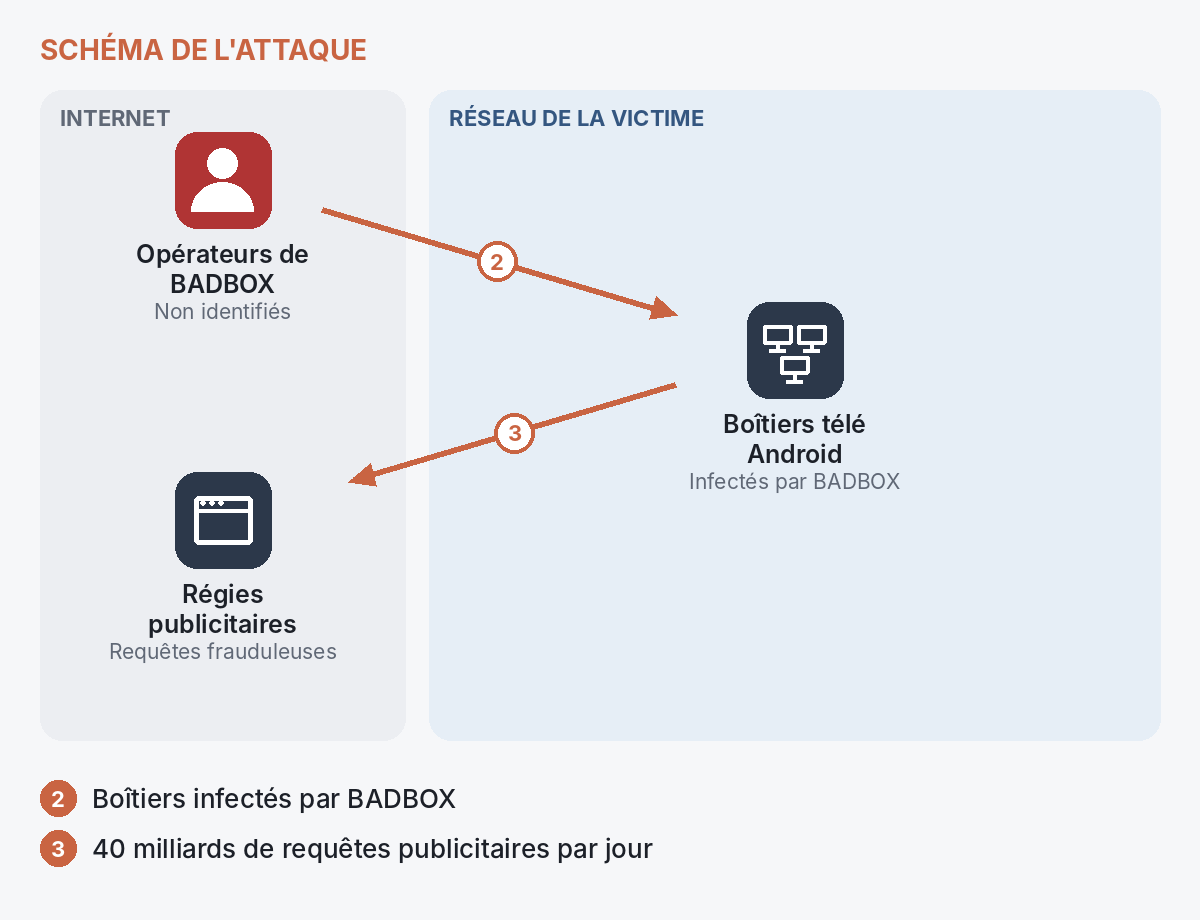 SCHÉMA DE L'ATTAQUE
INTERNET
RÉSEAU DE LA VICTIME
Opérateurs de
BADBOX
Non identifiés
2
Boîtiers télé
Android
Infectés par BADBOX
3
Régies
publicitaires
Requêtes frauduleuses
2 Boîtiers infectés par BADBOX
3 40 milliards de requêtes publicitaires par jour